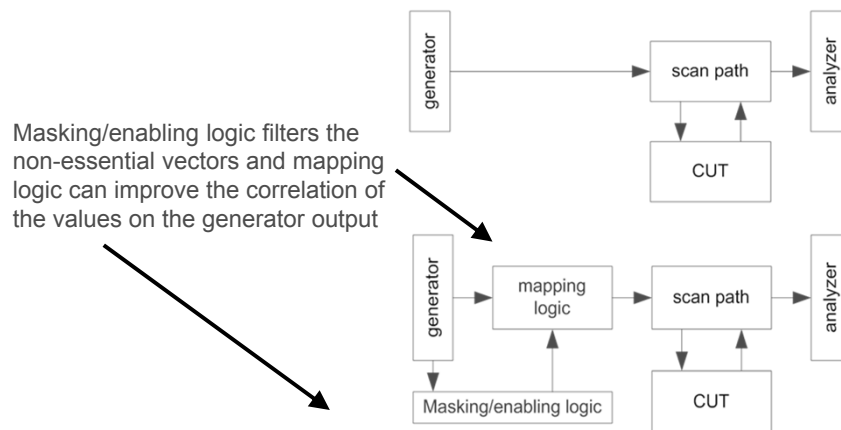 generator
scan path
analyzer
CUT
Masking/enabling logic filters the
non-essential vectors and mapping
logic can improve the correlation of
the values on the generator output
generator
mapping
logic
scan path
analyzer
Masking/enabling logic
CUT